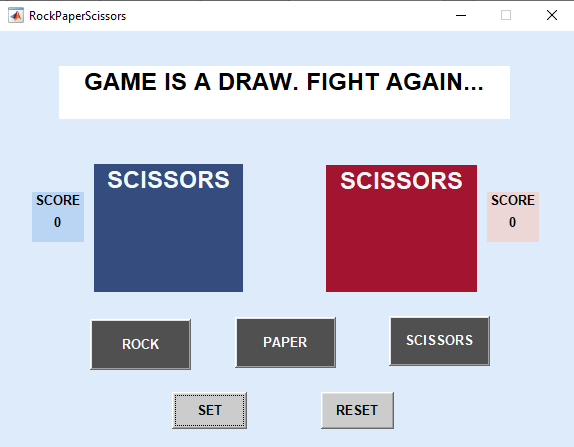 RockPaperScissors
GAME IS A DRAW. FIGHT AGAIN...
SCISSORS
SCISSORS
SCORE
0
SCORE
0
ROCK
PAPER
SCISSORS
SET
RESET